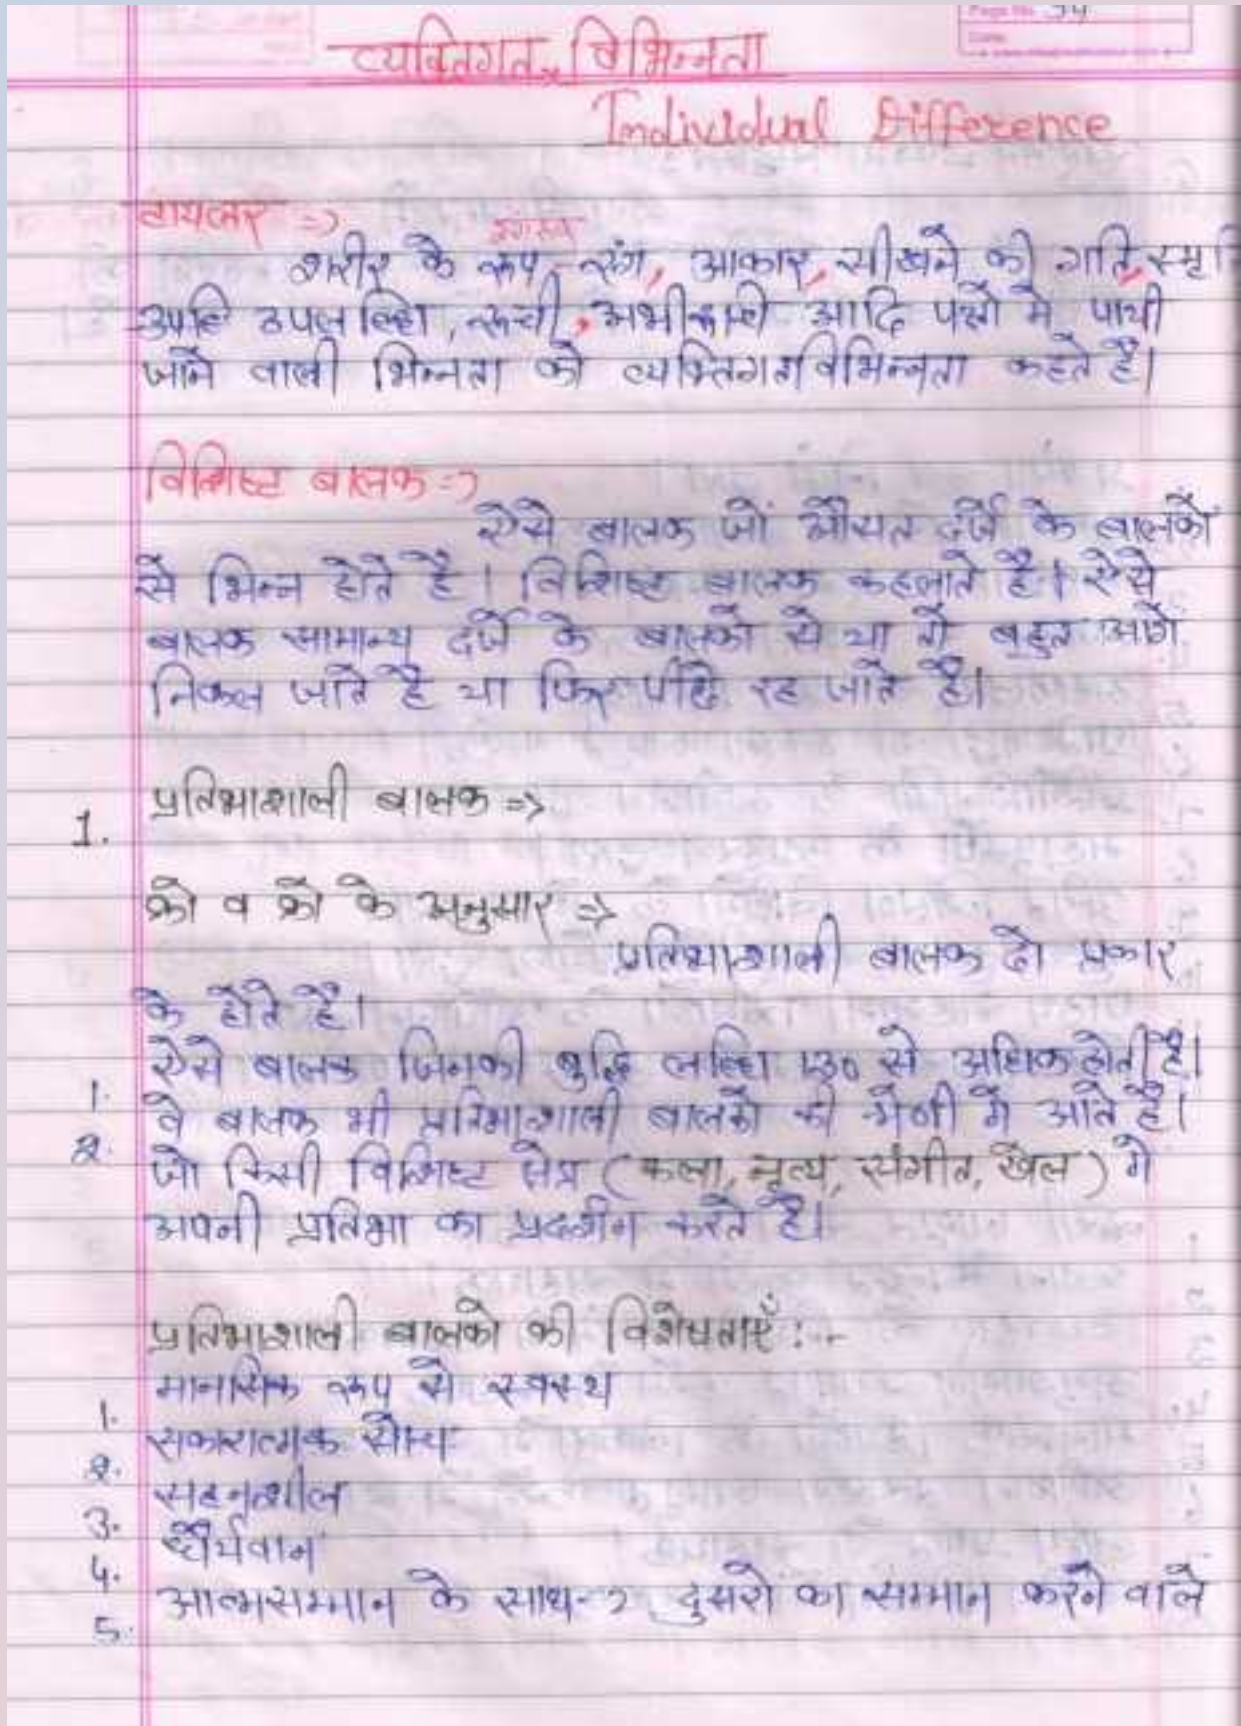 व्यक्तिगत विभिन्नता
Individual Difference
टायलर =>
शरीर के रूप, रंग, आकार, सीखने की गति,
उपलब्धि, रूची, आदि पक्षों मे पायी
जाने वाली भिन्नता को व्यक्तिगत विभिन्नता कहते है।
विशिष्ट बालक =>
ऐसे बालक जों औसत दर्जे के बालकों
से भिन्न होते है। विशिष्ट बालक कहलाते है। ऐसे
बालक सामान्य दर्जे के बालको से या तो बहुत आगे
निकल जाते है या फिर पीछे रह जाते है।
1. प्रतिभाशाली बालक =>
क्रो व क्रो के अनुसार =>
प्रतिभाशाली बालक दो प्रकार
के होते है।
1. ऐसे बालक जिनकी बुद्धि लब्धि 130 से अधिक होती है।
2. वे बालक भी प्रतिभाशाली बालको की श्रेणी में आते है।
जो किसी विशिष्ट क्षेत्र (कला, नृत्य, संगीत, खेल) मे
अपनी प्रतिभा का प्रदर्शन करते है।
प्रतिभाशाली बालको की विशेषताएँ :-
1. मानसिक रूप से स्वस्थ
2. सकारात्मक सोच
3. सहनशील
4. धैर्यवान
5. आत्मसम्मान के साथ-2 दुसरो का सम्मान करने वाले